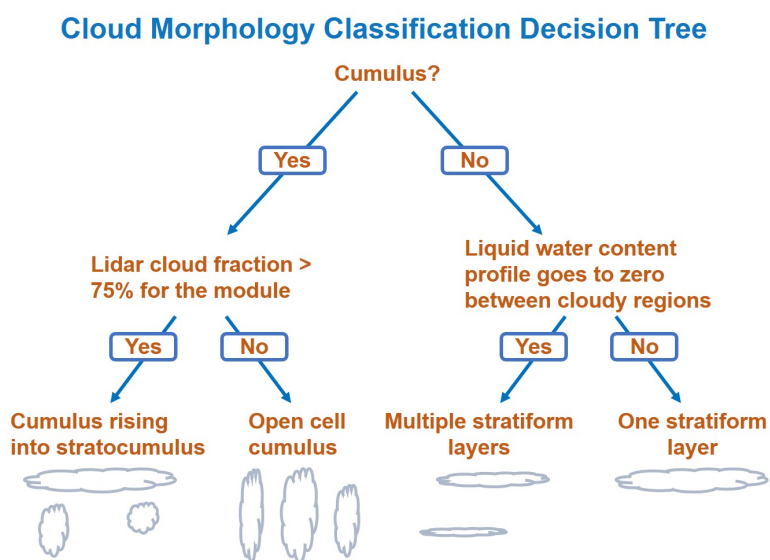 Cloud Morphology Classification Decision Tree
Cumulus?
Yes
No
Lidar cloud fraction >
75% for the module
Liquid water content
profile goes to zero
between cloudy regions
Yes
No
Yes
No
Cumulus rising
into stratocumulus
Open cell
cumulus
Multiple stratiform
layers
One stratiform
layer